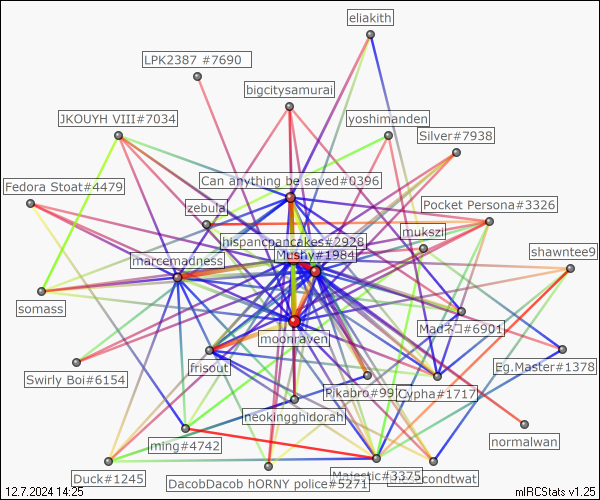 eliakith
LPK2387 #7690
bigcitysamurai
JKOUYH VIII#7034
yoshimanden
Silver#7938
Can anything be saved#0396
Fedora Stoat#4479
zebula
Pocket Persona#3326
mukszi
hispancpancakes#2928
Mushy#1984
shawntee9
marcemadness
somass
Madネコ#6901
moonraven
Eg.Master#1378
frisout
Swirly Boi#6154
Pikabro#99
Cypha#1717
neokingghidorah
normalwan
ming#4742
Majestic#3375
condtwat
Duck#1245
DacobDacob hORNY police#5271
12.7.2024 14:25
mIRCStats v1.25